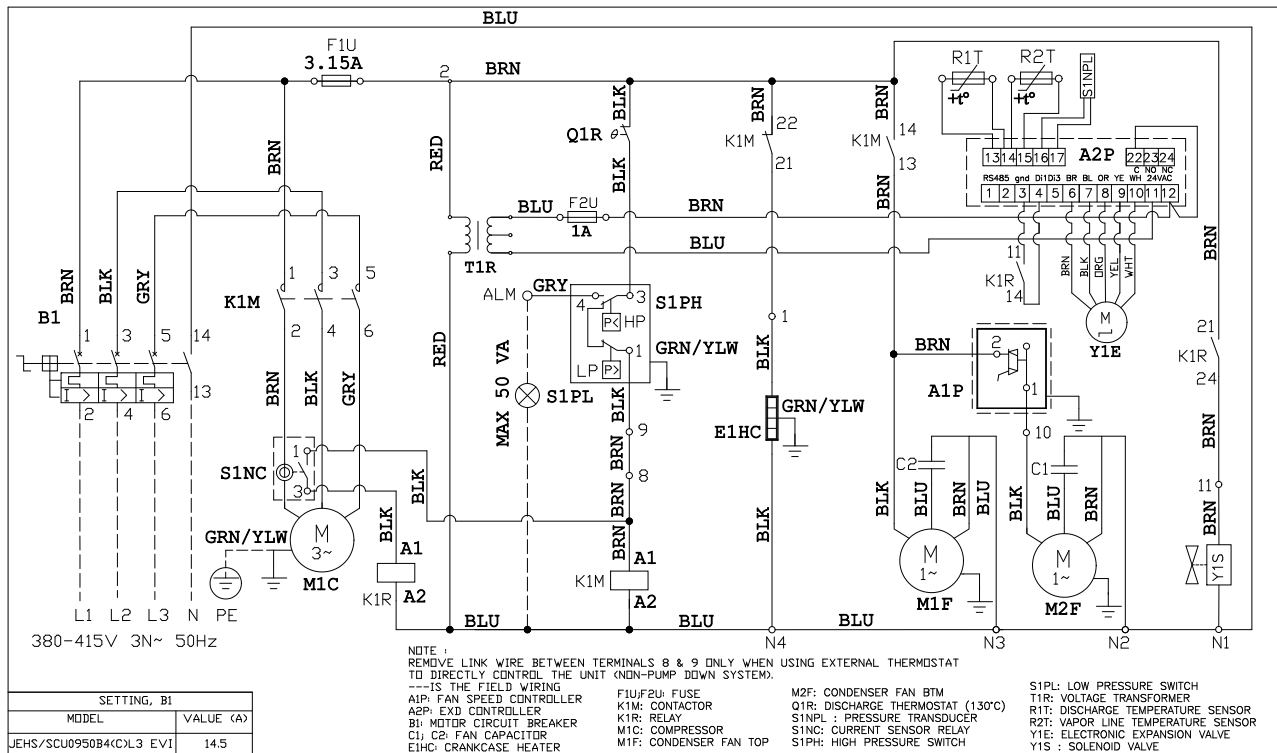 BLU
F1U
3.15A
2
BRN
R1T
R2T
S1NPL
+t°
+t°
BLK
BRN
BRN
Q1R
θ
22
K1M
21
14
K1M
13
RED
BRN
BLK
BRN
13 14 15 16 17
A2P
22 23 24
C NO NC
RS485 gnd Di1Di3 BR BL OR YE WH 24VAC
1 2 3 4 5 6 7 8 9 10 11 12
BLU
F2U
1A
BRN
BLU
T1R
BRN
BLK
GRY
B1
1 3 5 14
I> I> I>
2 4 6 13
1 3 5
K1M
2 4 6
BRN
BLK
GRY
RED
ALM
GRY
4
3
S1PH
P<
HP
1
GRN/YLW
LP
P>
MAX 50 VA
S1PL
BLK
9
BRN
8
BRN
BRN
11
K1R
14
BRN
BLK
ORG
YEL
WHT
M
Y1E
BRN
1
BLK
GRN/YLW
E1HC
BLK
BRN
2
A1P
1
10
21
K1R
24
BRN
11
BRN
Y1S
S1NC
1
3
BLK
BLK
GRN/YLW
M
3~
M1C
A1
K1R
A2
A1
K1M
A2
C2
BLK
BLU
BRN
BLU
M
1~
M1F
C1
BLK
BLU
BRN
M
1~
M2F
BLU
BLU
BLU
N4
N3
N2
N1
L1 L2 L3 N PE
380-415V 3N~ 50Hz
NOTE :
REMOVE LINK WIRE BETWEEN TERMINALS 8 & 9 ONLY WHEN USING EXTERNAL THERMOSTAT
TO DIRECTLY CONTROL THE UNIT (NON-PUMP DOWN SYSTEM).
---IS THE FIELD WIRING
A1P: FAN SPEED CONTROLLER
A2P: EXD CONTROLLER
B1: MOTOR CIRCUIT BREAKER
C1; C2: FAN CAPACITOR
E1HC: CRANKCASE HEATER
F1U;F2U: FUSE
K1M: CONTACTOR
K1R: RELAY
M1C: COMPRESSOR
M1F: CONDENSER FAN TOP
M2F: CONDENSER FAN BTM
Q1R: DISCHARGE THERMOSTAT (130°C)
S1NPL : PRESSURE TRANSDUCER
S1NC: CURRENT SENSOR RELAY
S1PH: HIGH PRESSURE SWITCH
S1PL: LOW PRESSURE SWITCH
T1R: VOLTAGE TRANSFORMER
R1T: DISCHARGE TEMPERATURE SENSOR
R2T: VAPOR LINE TEMPERATURE SENSOR
Y1E: ELECTRONIC EXPANSION VALVE
Y1S : SOLENOID VALVE
SETTING, B1
MODEL VALUE (A)
JEHS/SCU0950B4(C)L3 EVI 14.5